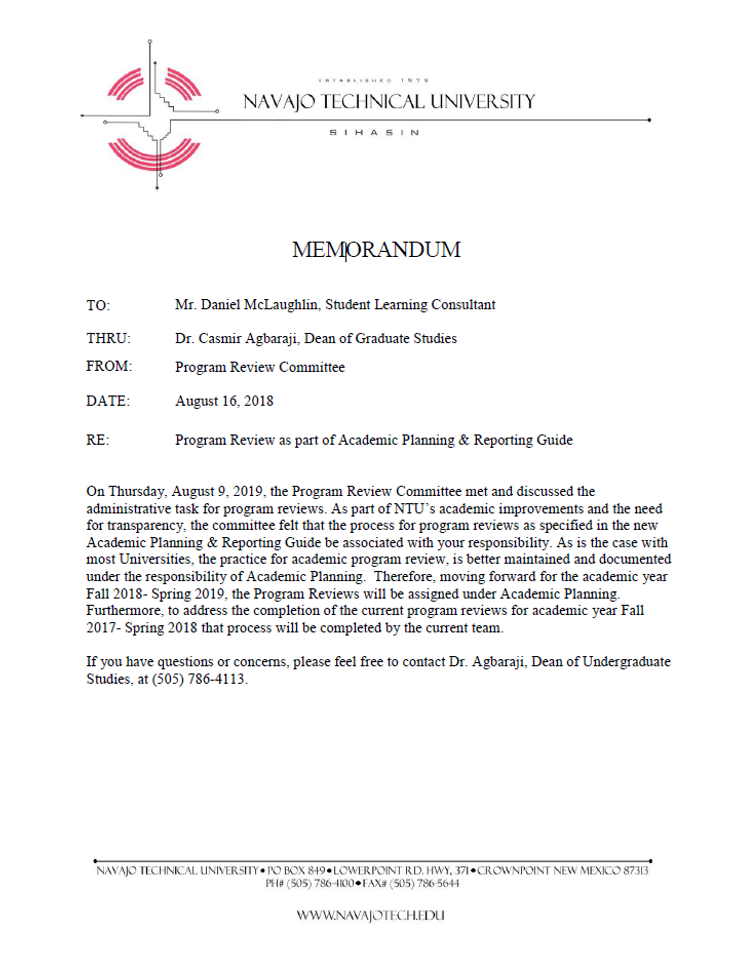 ESTABLISHED 1979
NAVAJO TECHNICAL UNIVERSITY
SIHASIN
MEMORANDUM
TO: Mr. Daniel McLaughlin, Student Learning Consultant
THRU: Dr. Casmir Agbaraji, Dean of Graduate Studies
FROM: Program Review Committee
DATE: August 16, 2018
RE: Program Review as part of Academic Planning & Reporting Guide
On Thursday, August 9, 2019, the Program Review Committee met and discussed the
administrative task for program reviews. As part of NTU's academic improvements and the need
for transparency, the committee felt that the process for program reviews as specified in the new
Academic Planning & Reporting Guide be associated with your responsibility. As is the case with
most Universities, the practice for academic program review, is better maintained and documented
under the responsibility of Academic Planning.  Therefore, moving forward for the academic year
Fall 2018- Spring 2019, the Program Reviews will be assigned under Academic Planning.
Furthermore, to address the completion of the current program reviews for academic year Fall
2017- Spring 2018 that process will be completed by the current team.
If you have questions or concerns, please feel free to contact Dr. Agbaraji, Dean of Undergraduate
Studies, at (505) 786-4113.
NAVAJO TECHNICAL UNIVERSITY • PO BOX 849 • LOWERPOINT RD. HWY, 371 • CROWNPOINT NEW MEXICO 87313
PH# (505) 786-4100 • FAX# (505) 786-5644
WWW.NAVAJOTECH.EDU